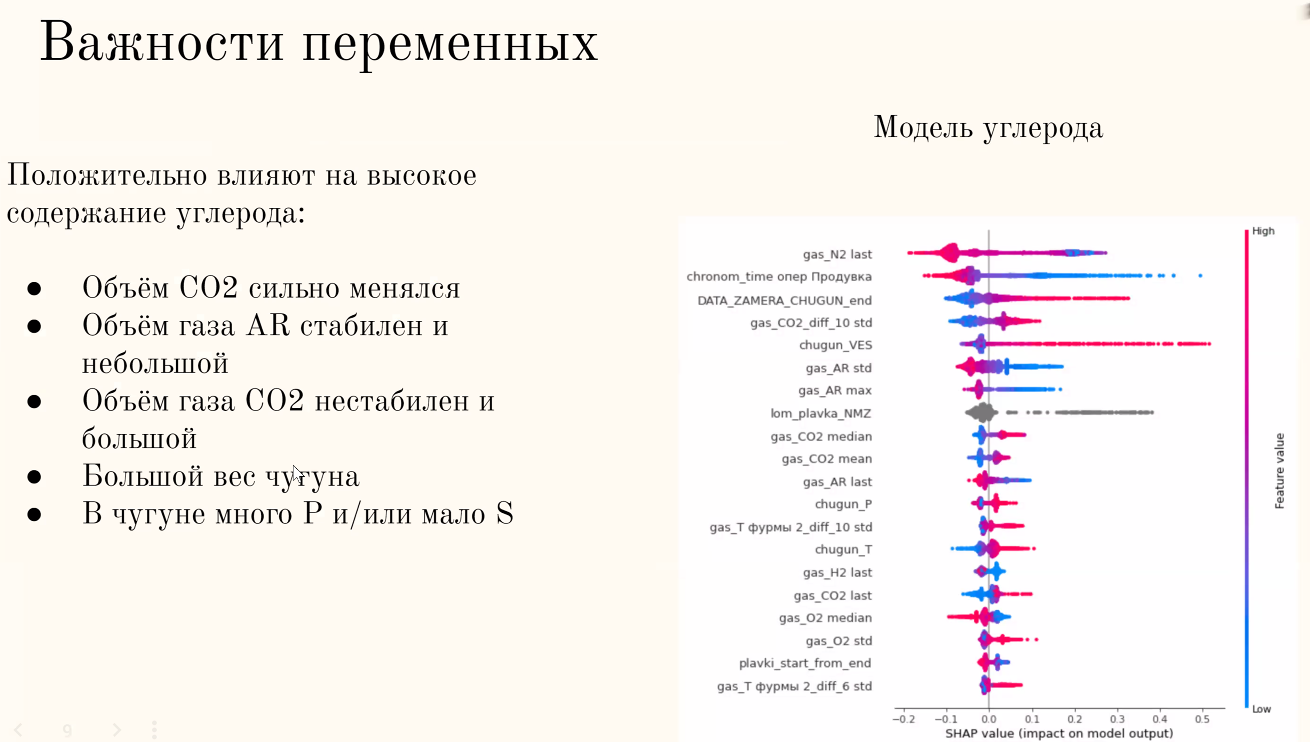 Важности переменных
Модель углерода
Положительно влияют на высокое
содержание углерода:
● Объём CO2 сильно менялся
● Объём газа AR стабилен и
небольшой
● Объём газа CO2 нестабилен и
большой
● Большой вес чугуна
● В чугуне много P и/или мало S
9
High
gas_N2 last
chronom_time опер Продувка
DATA_ZAMERA_CHUGUN_end
gas_CO2_diff_10 std
chugun_VES
gas_AR std
gas_AR max
lom_plavka_NMZ
gas_CO2 median
gas_CO2 mean
gas_AR last
chugun_P
gas_T фурмы 2_diff_10 std
chugun_T
gas_H2 last
gas_CO2 last
gas_O2 median
gas_O2 std
plavki_start_from_end
gas_T фурмы 2_diff_6 std
Feature value
Low
−0.2 −0.1 0.0 0.1 0.2 0.3 0.4 0.5
SHAP value (impact on model output)